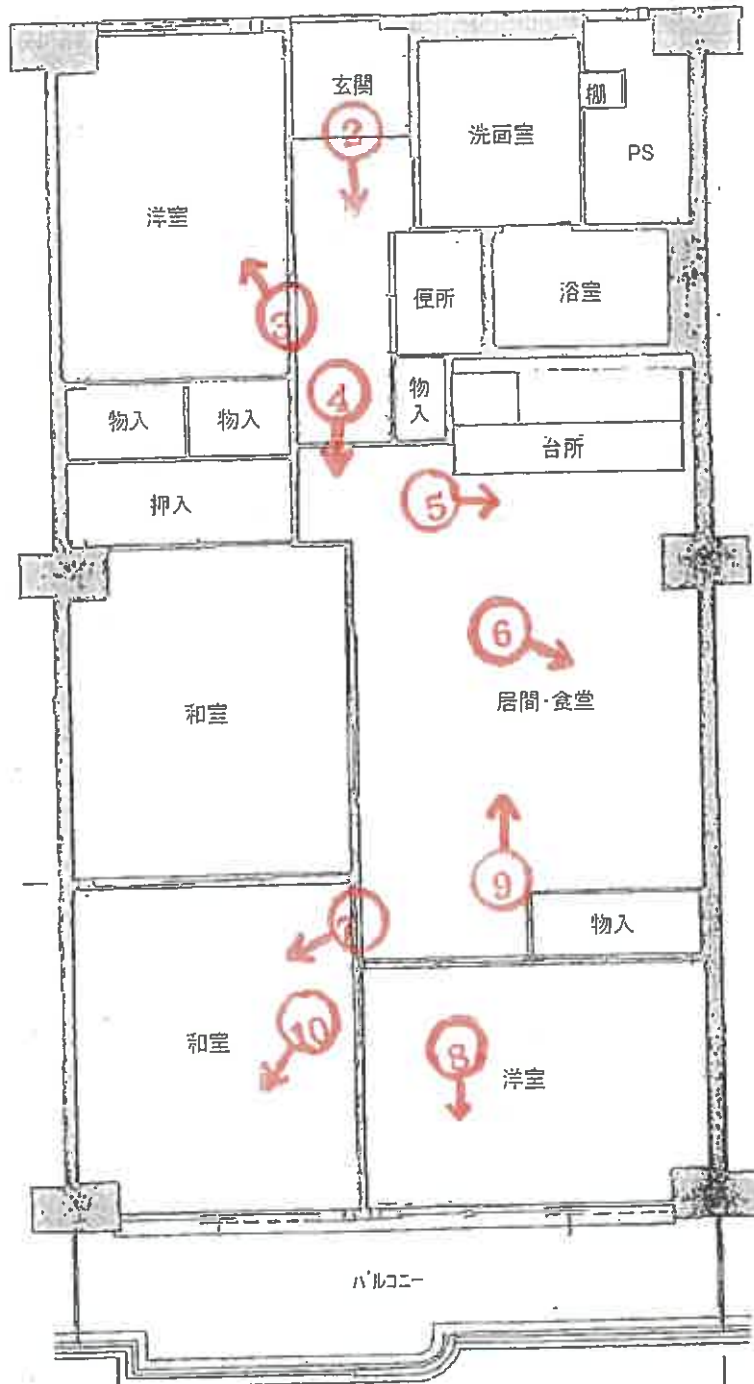 玄関
棚
②
洗面室
PS
洋室
便所
浴室
③
④
物入
物入
物入
台所
押入
⑤
⑥
和室
居間・食堂
⑨
⑦
物入
和室
⑩
⑧
洋室
バルコニー